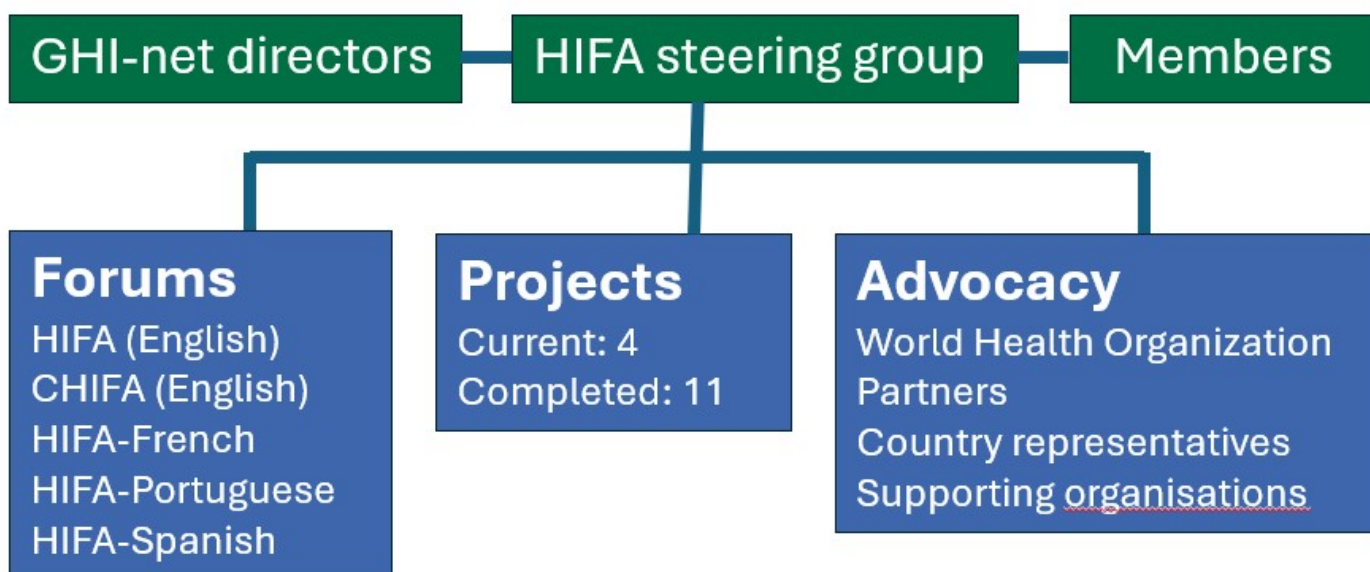 GHI-net directors
HIFA steering group
Members
Forums
HIFA (English)
CHIFA (English)
HIFA-French
HIFA-Portuguese
HIFA-Spanish
Projects
Current: 4
Completed: 11
Advocacy
World Health Organization
Partners
Country representatives
Supporting organisations